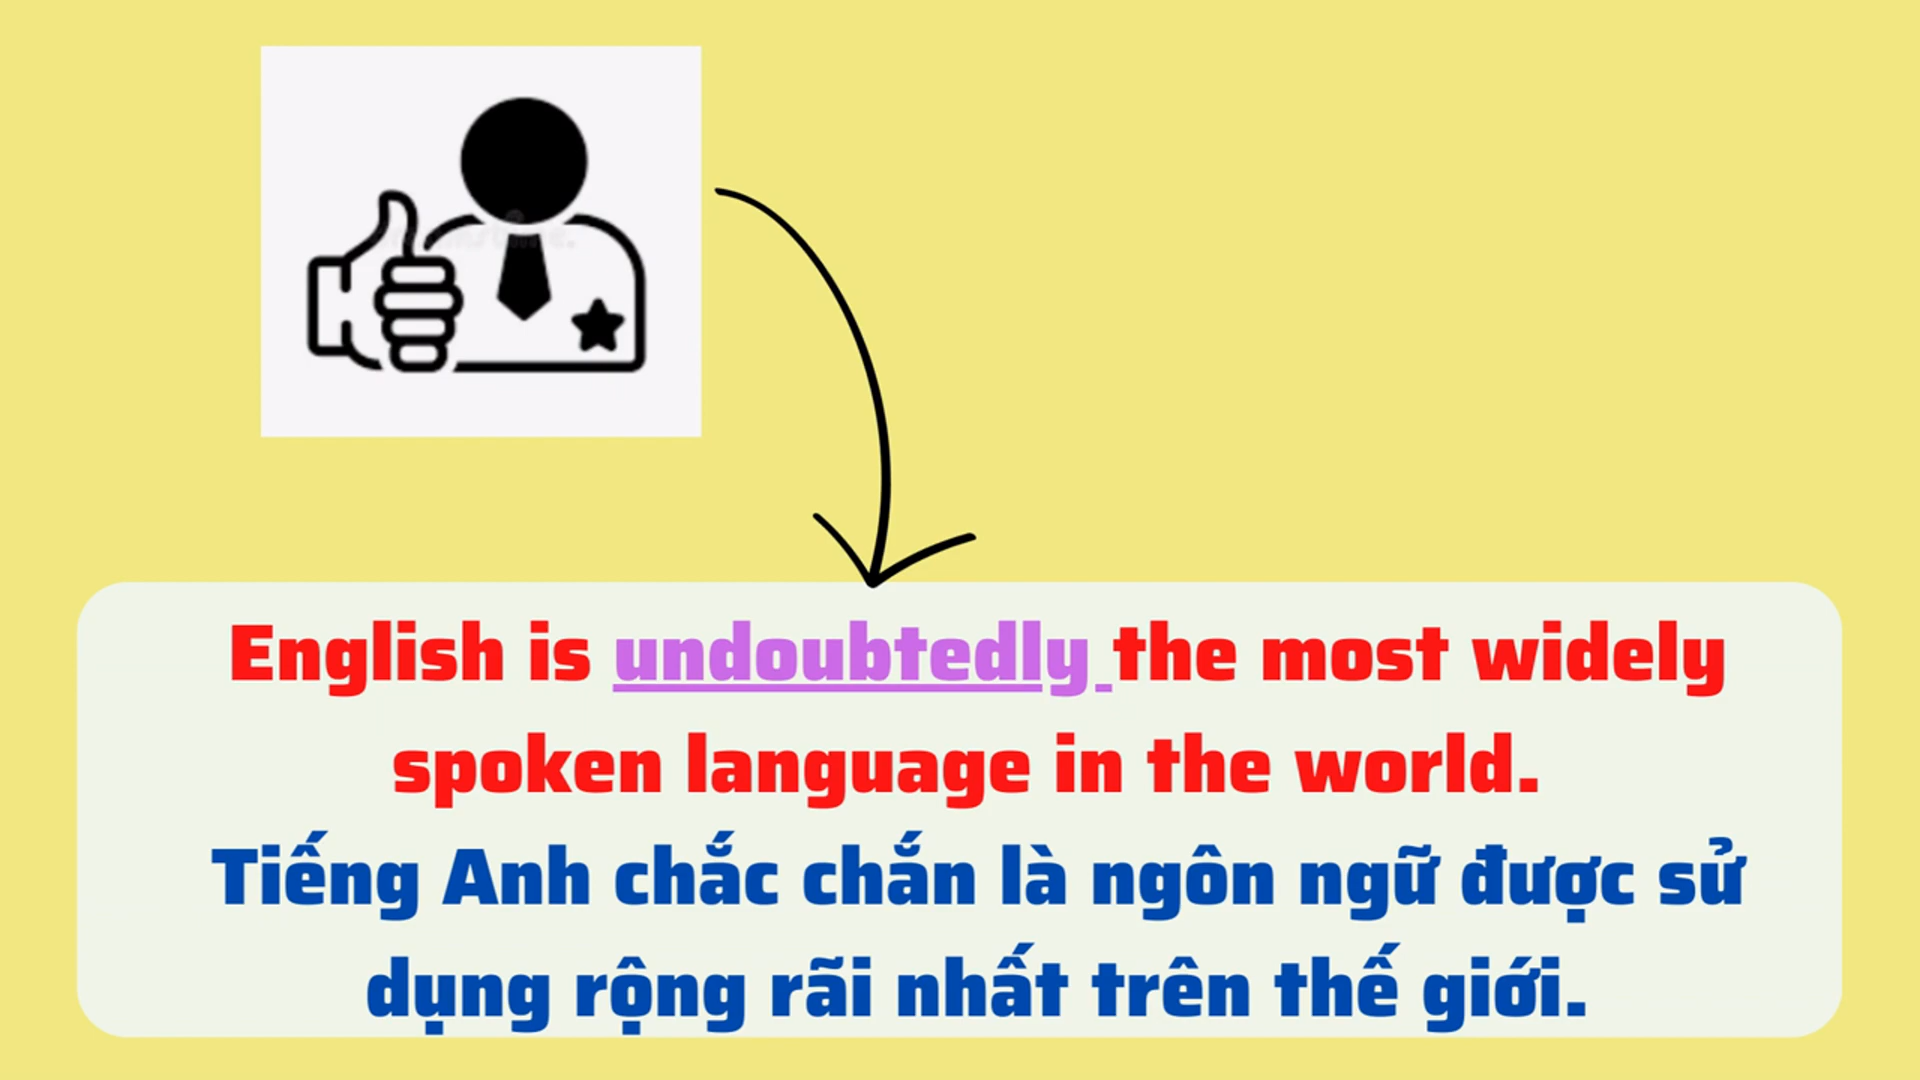 English is undoubtedly the most widely
spoken language in the world.
Tiếng Anh chắc chắn là ngôn ngữ được sử
dụng rộng rãi nhất trên thế giới.